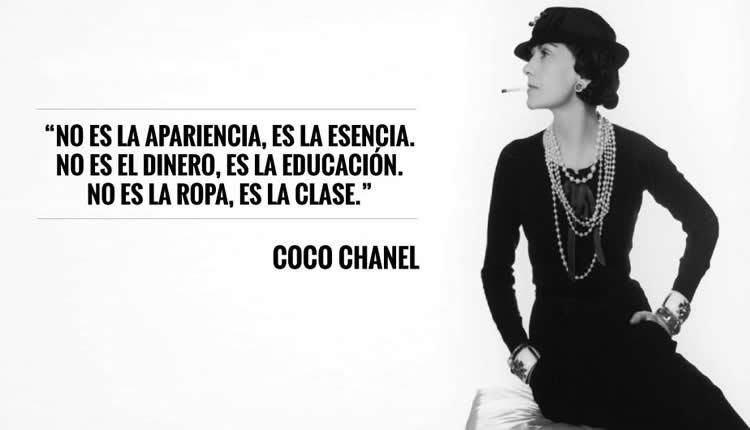 “NO ES LA APARIENCIA, ES LA ESENCIA.
NO ES EL DINERO, ES LA EDUCACIÓN.
NO ES LA ROPA, ES LA CLASE.”
COCO CHANEL